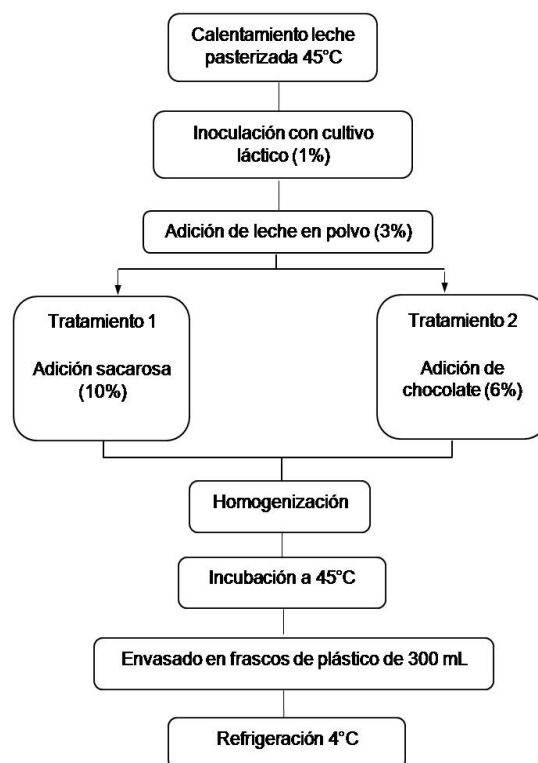 Calentamiento leche
pasterizada 45°C
Inoculación con cultivo
láctico (1%)
Adición de leche en polvo (3%)
Tratamiento 1
Adición sacarosa
(10%)
Tratamiento 2
Adición de
chocolate (6%)
Homogenización
Incubación a 45°C
Envasado en frascos de plástico de 300 mL
Refrigeración 4°C